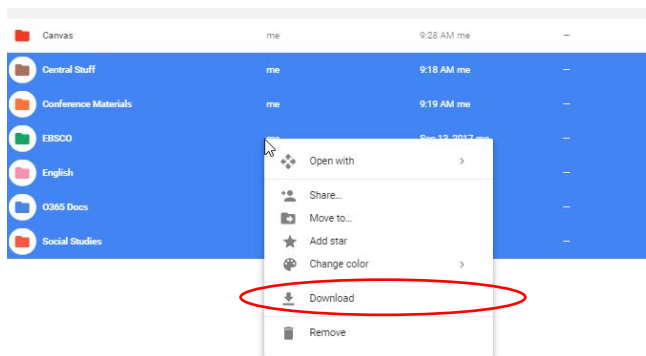 Canvas me 9:28 AM me –
Central Stuff me 9:18 AM me –
Conference Materials me 9:19 AM me –
EBSCO me Sep 13, 2017 me –
Open with
English –
Share...
O365 Docs –
Move to...
Add star
Social Studies –
Change color
Download
Remove